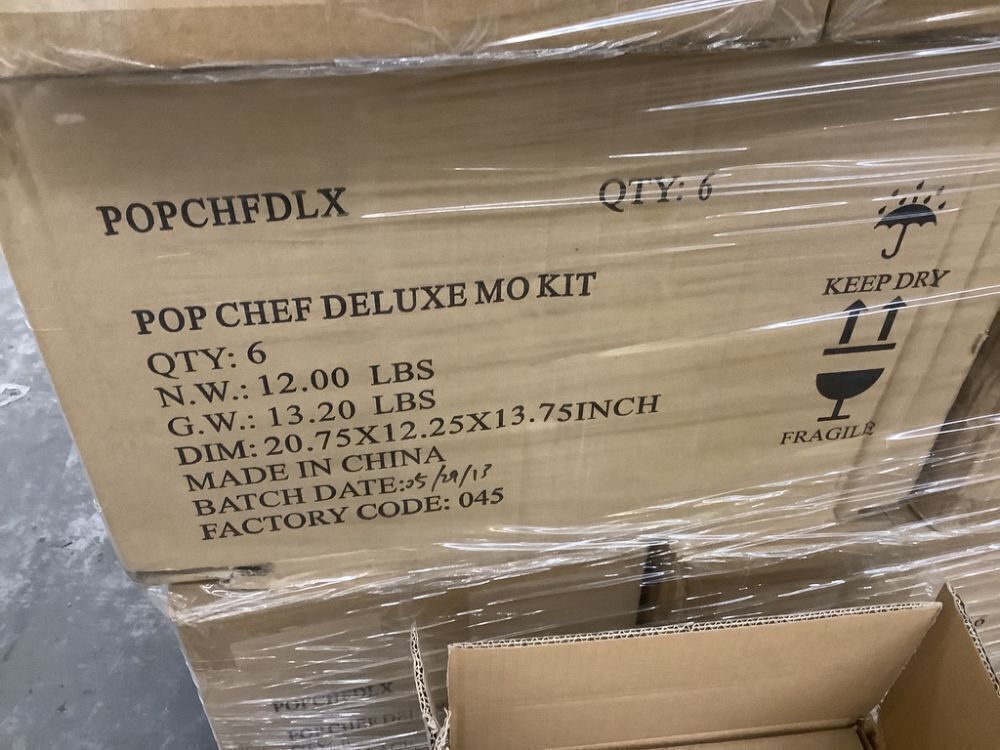 POPCHFDLX
QTY: 6
POP CHEF DELUXE MO KIT
QTY: 6
N.W.: 12.00 LBS
G.W.: 13.20 LBS
DIM: 20.75X12.25X13.75INCH
MADE IN CHINA
BATCH DATE:05/29/13
FACTORY CODE: 045
KEEP DRY
FRAGILE
POPCHFDLX